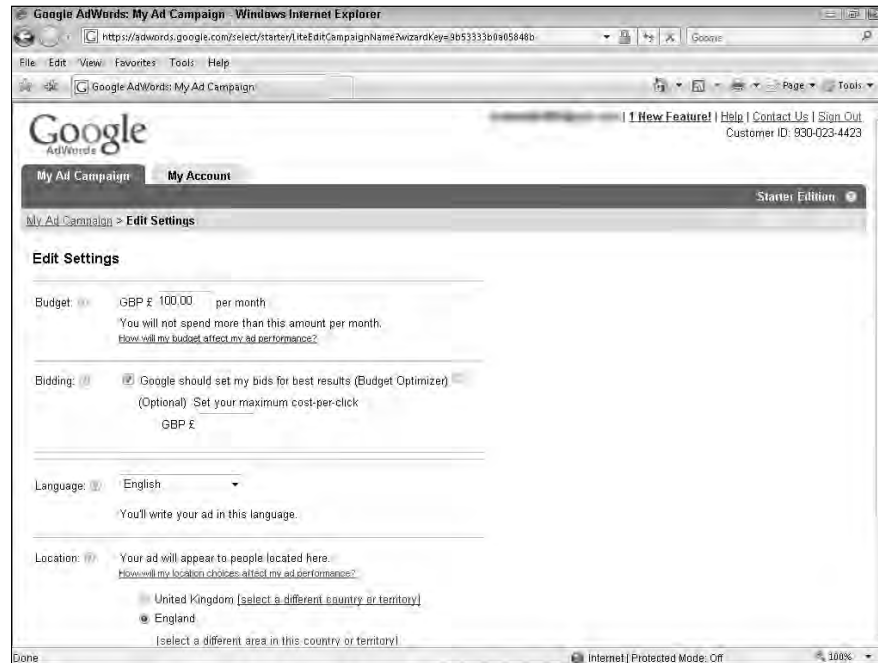 Google AdWords: My Ad Campaign - Windows Internet Explorer
https://adwords.google.com/select/starter/LiteEditCampaignName?wizardKey=9b53333b0a05848b
Google
File Edit View Favorites Tools Help
Google AdWords: My Ad Campaign
Page Tools
Google
AdWords
| 1 New Feature! | Help | Contact Us | Sign Out
Customer ID: 930-023-4423
My Ad Campaign My Account
Starter Edition
My Ad Campaign > Edit Settings
Edit Settings
Budget: GBP £ 100.00 per month
You will not spend more than this amount per month.
How will my budget affect my ad performance?
Bidding: Google should set my bids for best results (Budget Optimizer)
(Optional) Set your maximum cost-per-click
GBP £
Language: English
You'll write your ad in this language.
Location: Your ad will appear to people located here.
How will my location choices affect my ad performance?
United Kingdom [select a different country or territory]
England
[select a different area in this country or territory]
Done
Internet | Protected Mode: Off
100%